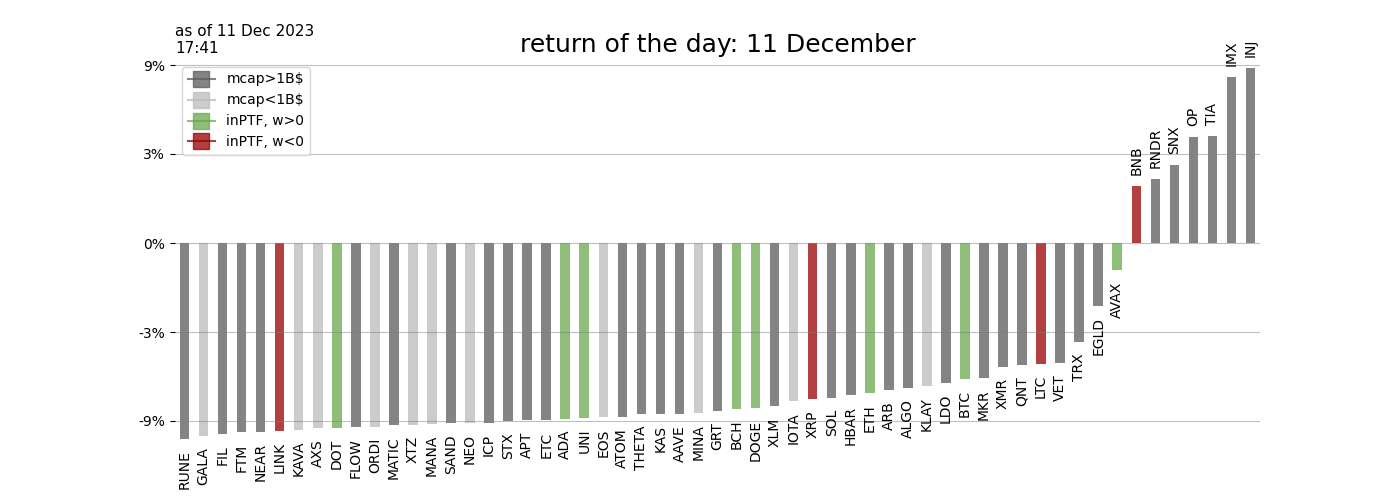 as of 11 Dec 2023
17:41
return of the day: 11 December
9%
3%
0%
-3%
-9%
mcap>1B$
mcap<1B$
inPTF, w>0
inPTF, w<0
RUNE
GALA
FIL
FTM
NEAR
LINK
KAVA
AXS
DOT
FLOW
ORDI
MATIC
XTZ
MANA
SAND
NEO
ICP
STX
APT
ETC
ADA
UNI
EOS
ATOM
THETA
KAS
AAVE
MINA
GRT
BCH
DOGE
XLM
IOTA
XRP
SOL
HBAR
ETH
ARB
ALGO
KLAY
LDO
BTC
MKR
XMR
QNT
LTC
VET
TRX
EGLD
AVAX
BNB
RNDR
SNX
OP
TIA
IMX
INJ